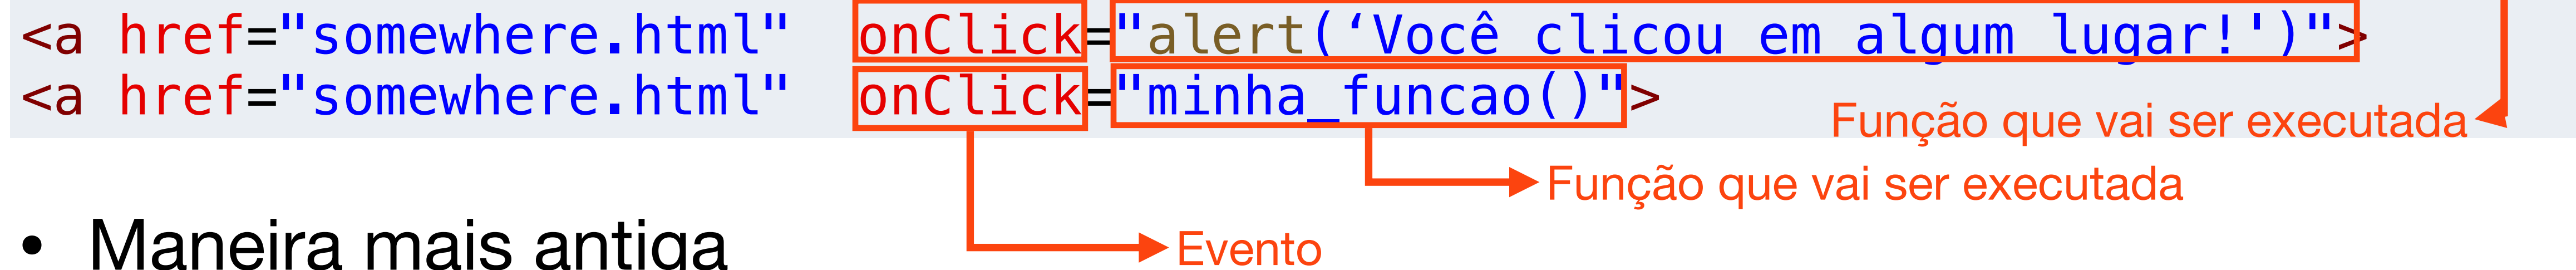 <a href="somewhere.html" onClick="alert(‘Você clicou em algum lugar!')">
<a href="somewhere.html" onClick="minha_funcao()">
Função que vai ser executada
Função que vai ser executada
Evento
• Maneira mais antiga